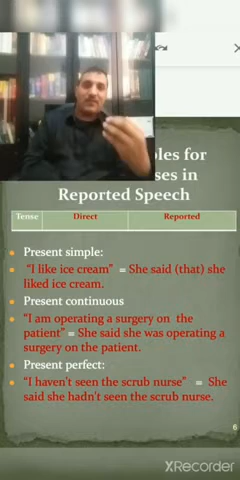 for
in
Reported Speech
Tense Direct Reported
Present simple:
"I like ice cream" = She said (that) she
liked ice cream.
Present continuous
"I am operating a surgery on the
patient" = She said she was operating a
surgery on the patient.
Present perfect:
"I haven't seen the scrub nurse" = She
said she hadn't seen the scrub nurse.
6
XRecorder